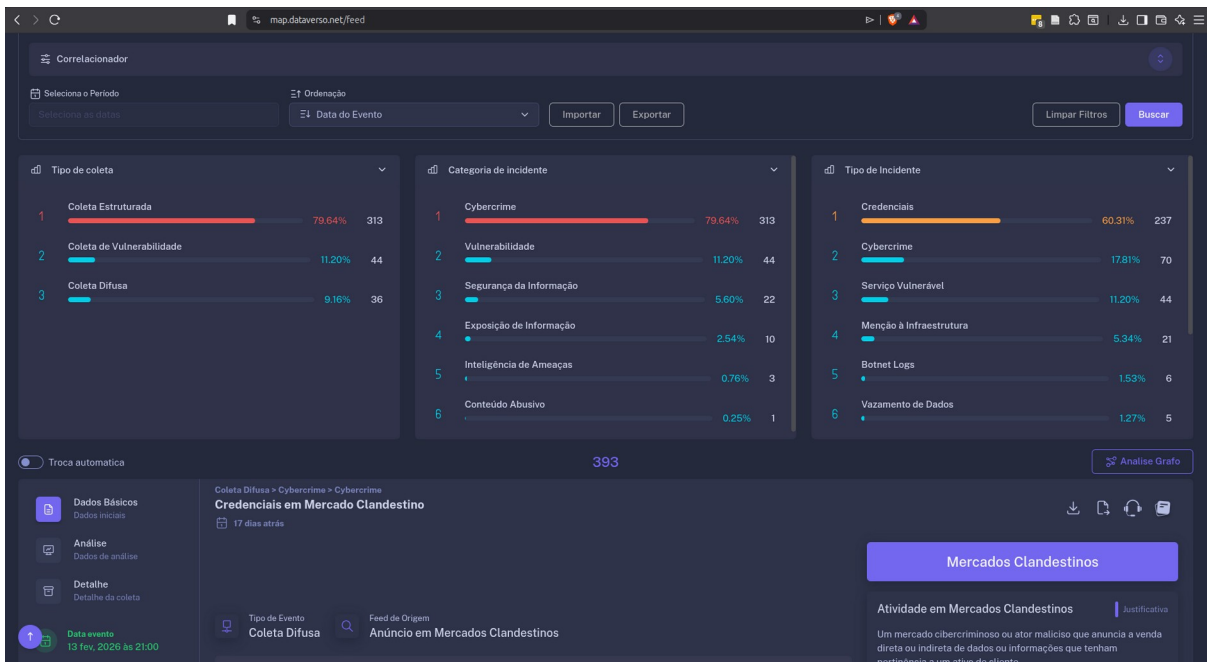 map.dataverso.net/feed
8
Correlacionador
Seleciona o Período
Seleciona as datas
Ordenação
Data do Evento
Importar
Exportar
Limpar Filtros
Buscar
Tipo de coleta
1 Coleta Estruturada 79.64% 313
2 Coleta de Vulnerabilidade 11.20% 44
3 Coleta Difusa 9.16% 36
Categoria de incidente
1 Cybercrime 79.64% 313
2 Vulnerabilidade 11.20% 44
3 Segurança da Informação 5.60% 22
4 Exposição de Informação 2.54% 10
5 Inteligência de Ameaças 0.76% 3
6 Conteúdo Abusivo 0.25% 1
Tipo de Incidente
1 Credenciais 60.31% 237
2 Cybercrime 17.81% 70
3 Serviço Vulnerável 11.20% 44
4 Menção à Infraestrutura 5.34% 21
5 Botnet Logs 1.53% 6
6 Vazamento de Dados 1.27% 5
Troca automatica
393
Analise Grafo
Dados Básicos
Dados iniciais
Análise
Dados de análise
Detalhe
Detalhe da coleta
Data evento
13 fev, 2026 às 21:00
Coleta Difusa > Cybercrime > Cybercrime
Credenciais em Mercado Clandestino
17 dias atrás
Tipo de Evento
Coleta Difusa
Feed de Origem
Anúncio em Mercados Clandestinos
Mercados Clandestinos
Atividade em Mercados Clandestinos
Justificativa
Um mercado cibercriminoso ou ator malicioso que anuncia a venda
direta ou indireta de dados ou informações que tenham
pertinência a um ativo do cliente